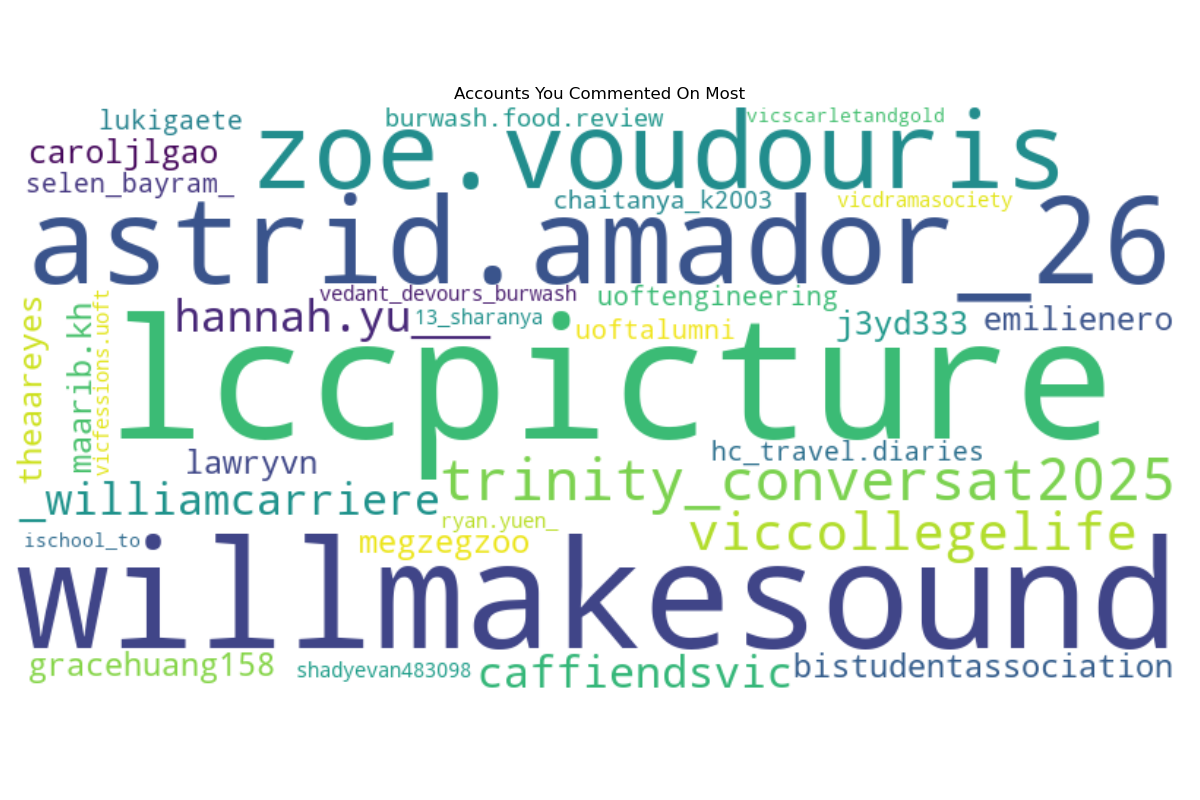 Accounts You Commented On Most
lukigaete
burwash.food.review
vicscarletandgold
caroljlgao
zoe.voudouris
selen_bayram_
chaitanya_k2003
vicdramasociety
astrid.amador_26
vedant_devours_burwash
uoftengineering
theaareyes
maarib.kh
vicfessions.uoft
hannah.yu____
13_sharanya
uoftalumni
j3yd333
emilienero
lccpicture
lawryvn
hc_travel.diaries
trinity_conversat2025
_williamcarriere
ryan.yuen_
viccollegelife
ischool_to
megzegzoo
willmakesound
gracehuang158
shadyevan483098
caffiendsvic
bistudentassociation